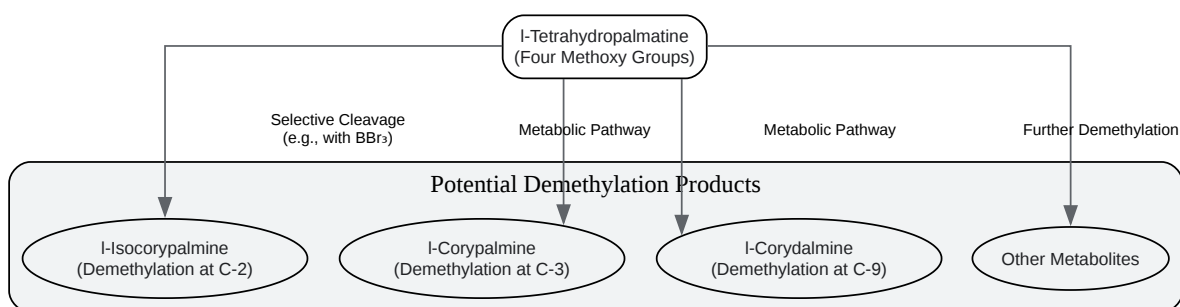 l-Tetrahydropalmatine
(Four Methoxy Groups)
Selective Cleavage
(e.g., with BBr₃)
Metabolic Pathway
Metabolic Pathway
Further Demethylation
Potential Demethylation Products
l-Isocorypalmine
(Demethylation at C-2)
l-Corypalmine
(Demethylation at C-3)
l-Corydalmine
(Demethylation at C-9)
Other Metabolites